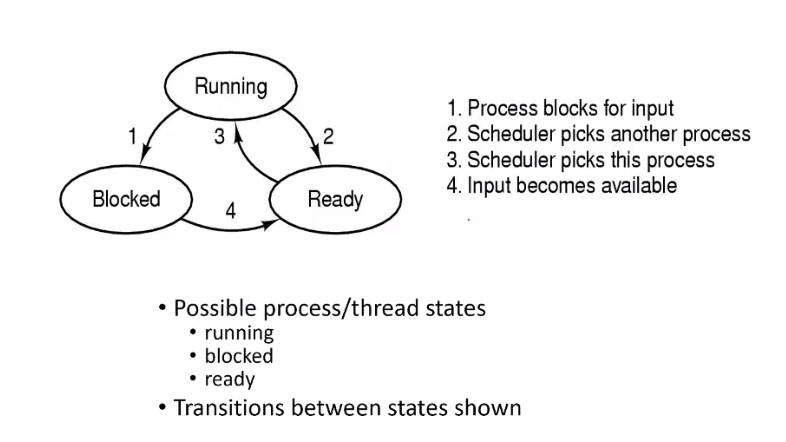 Running
1
3
2
Blocked
4
Ready
1. Process blocks for input
2. Scheduler picks another process
3. Scheduler picks this process
4. Input becomes available
• Possible process/thread states
• running
• blocked
• ready
• Transitions between states shown